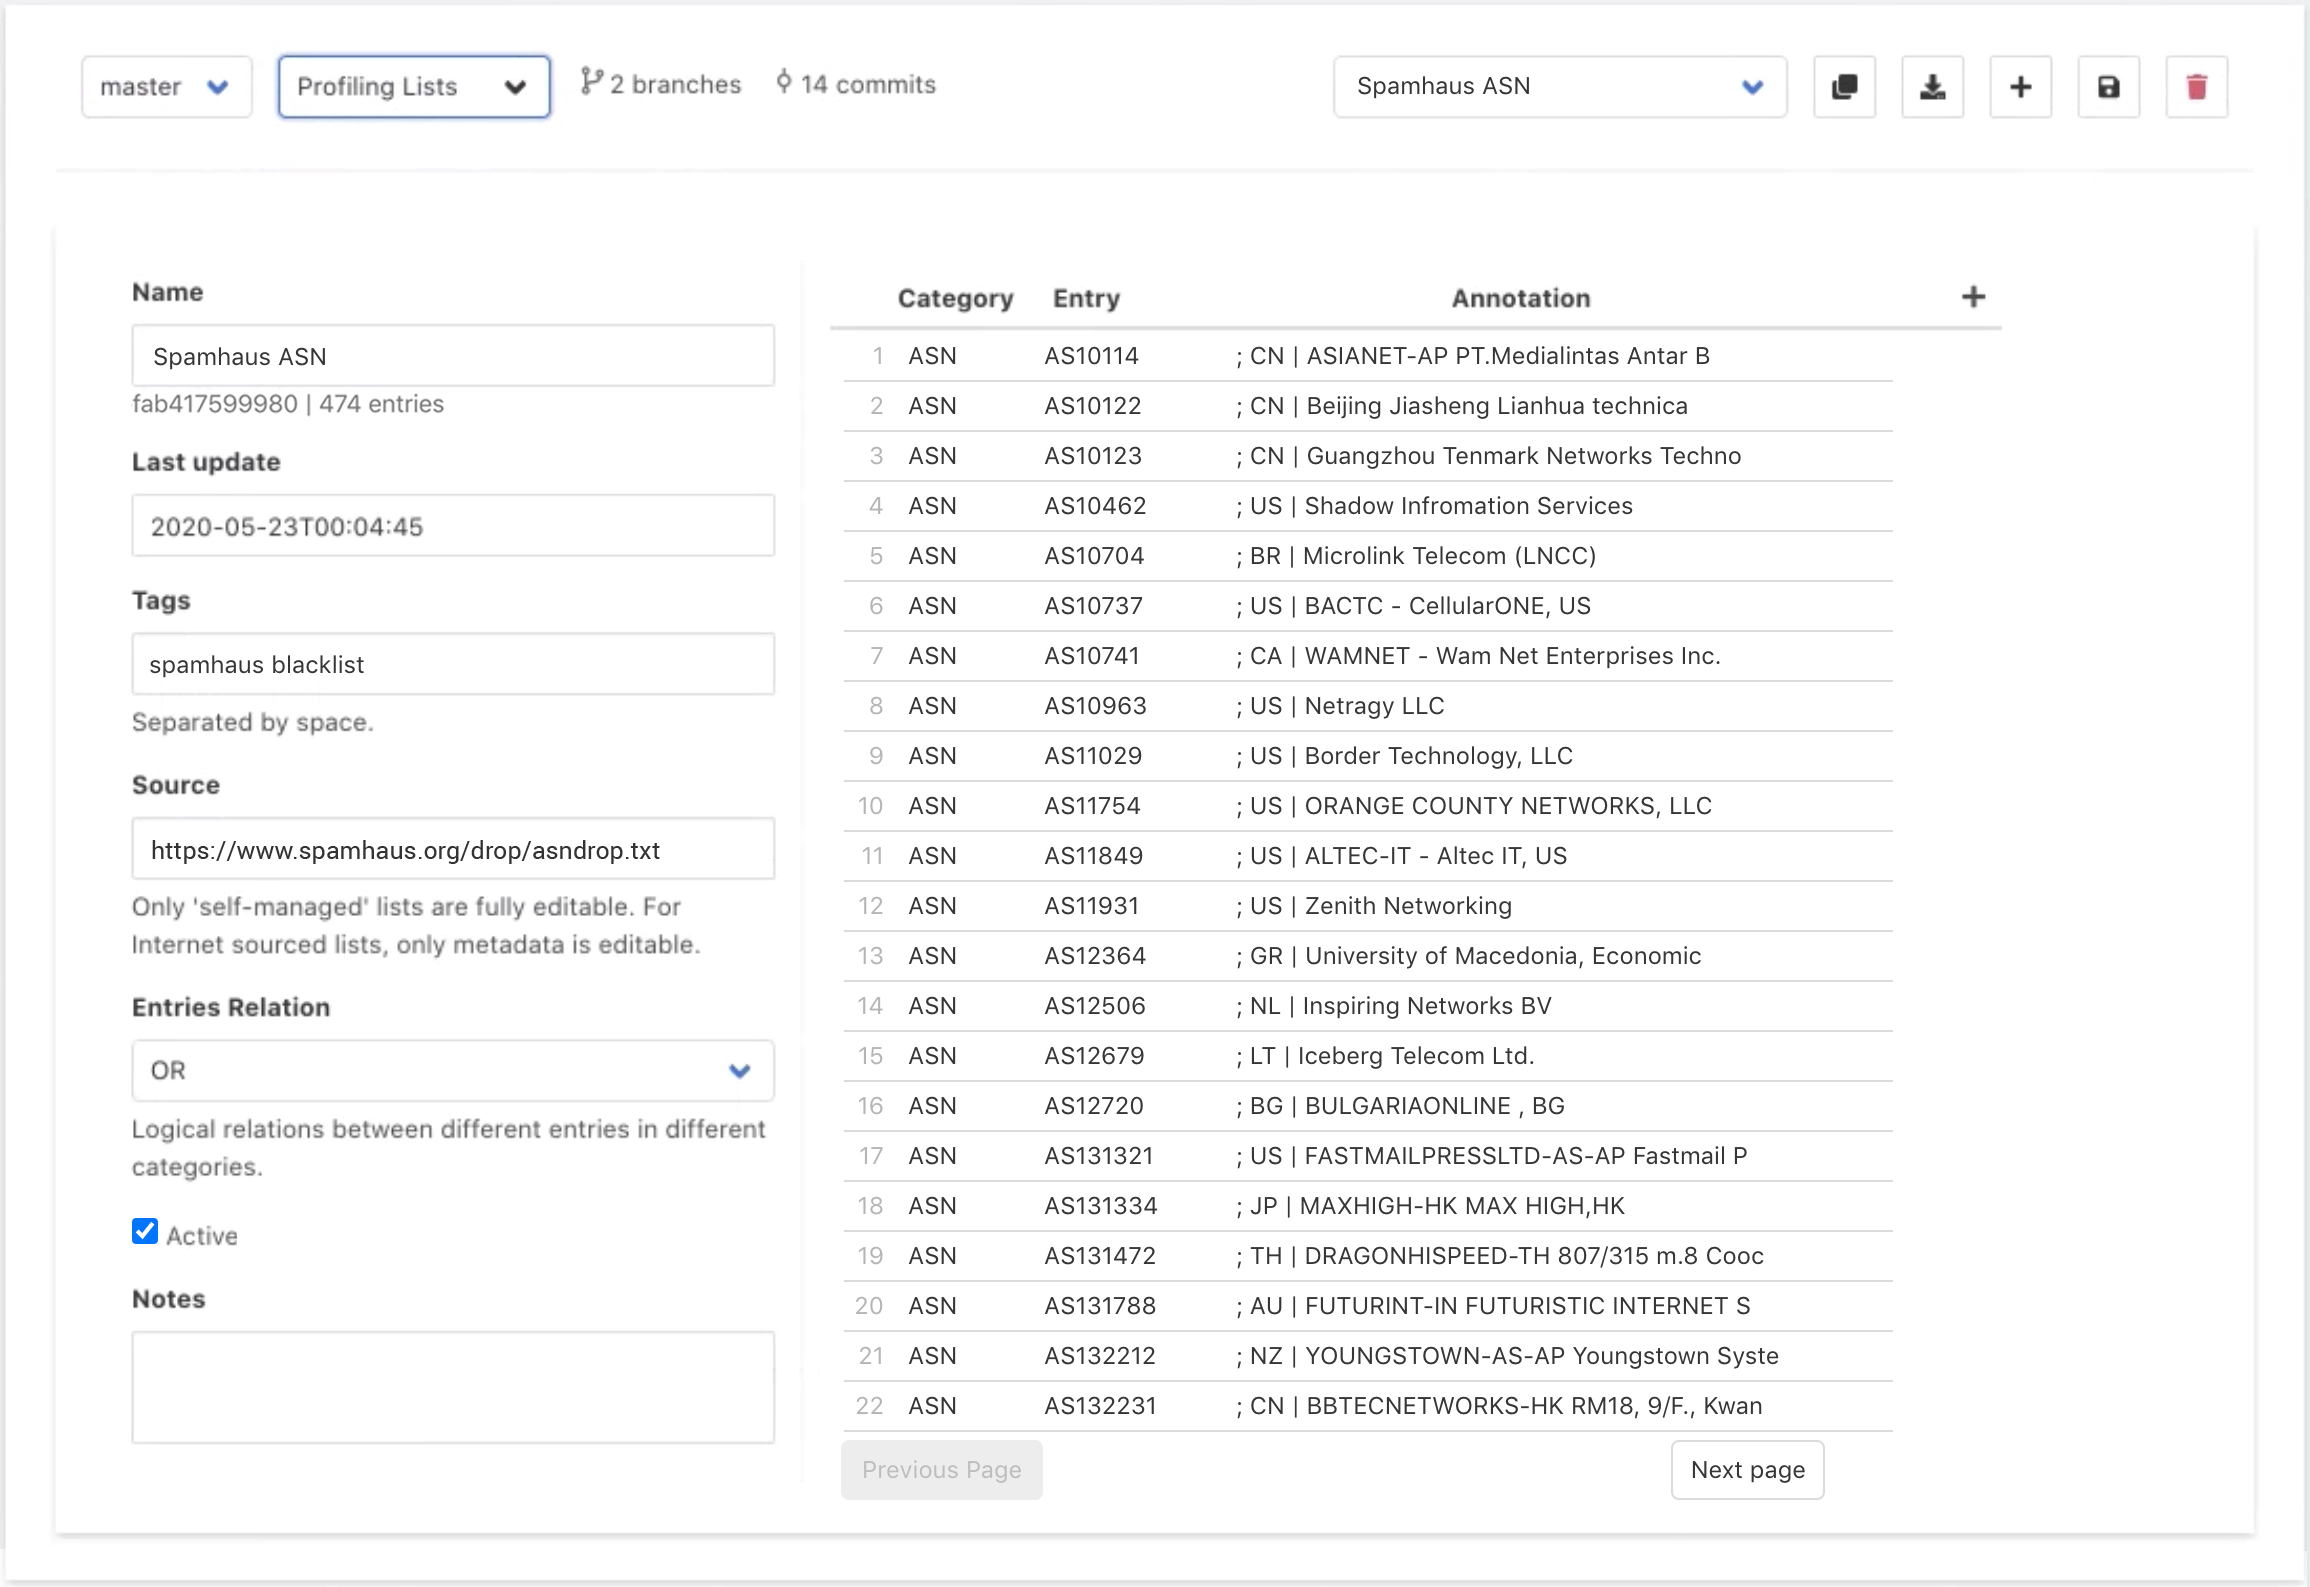 master
Profiling Lists
2 branches
14 commits
Spamhaus ASN
Name
Spamhaus ASN
fab417599980 | 474 entries
Last update
2020-05-23T00:04:45
Tags
spamhaus blacklist
Separated by space.
Source
https://www.spamhaus.org/drop/asndrop.txt
Only 'self-managed' lists are fully editable. For
Internet sourced lists, only metadata is editable.
Entries Relation
OR
Logical relations between different entries in different
categories.
Active
Notes
Category Entry Annotation
1 ASN AS10114 ; CN | ASIANET-AP PT.Medialintas Antar B
2 ASN AS10122 ; CN | Beijing Jiasheng Lianhua technica
3 ASN AS10123 ; CN | Guangzhou Tenmark Networks Techno
4 ASN AS10462 ; US | Shadow Infromation Services
5 ASN AS10704 ; BR | Microlink Telecom (LNCC)
6 ASN AS10737 ; US | BACTC - CellularONE, US
7 ASN AS10741 ; CA | WAMNET - Wam Net Enterprises Inc.
8 ASN AS10963 ; US | Netragy LLC
9 ASN AS11029 ; US | Border Technology, LLC
10 ASN AS11754 ; US | ORANGE COUNTY NETWORKS, LLC
11 ASN AS11849 ; US | ALTEC-IT - Altec IT, US
12 ASN AS11931 ; US | Zenith Networking
13 ASN AS12364 ; GR | University of Macedonia, Economic
14 ASN AS12506 ; NL | Inspiring Networks BV
15 ASN AS12679 ; LT | Iceberg Telecom Ltd.
16 ASN AS12720 ; BG | BULGARIAONLINE , BG
17 ASN AS131321 ; US | FASTMAILPRESSLTD-AS-AP Fastmail P
18 ASN AS131334 ; JP | MAXHIGH-HK MAX HIGH,HK
19 ASN AS131472 ; TH | DRAGONHISPEED-TH 807/315 m.8 Cooc
20 ASN AS131788 ; AU | FUTURINT-IN FUTURISTIC INTERNET S
21 ASN AS132212 ; NZ | YOUNGSTOWN-AS-AP Youngstown Syste
22 ASN AS132231 ; CN | BBTECNETWORKS-HK RM18, 9/F., Kwan
Previous Page
Next page